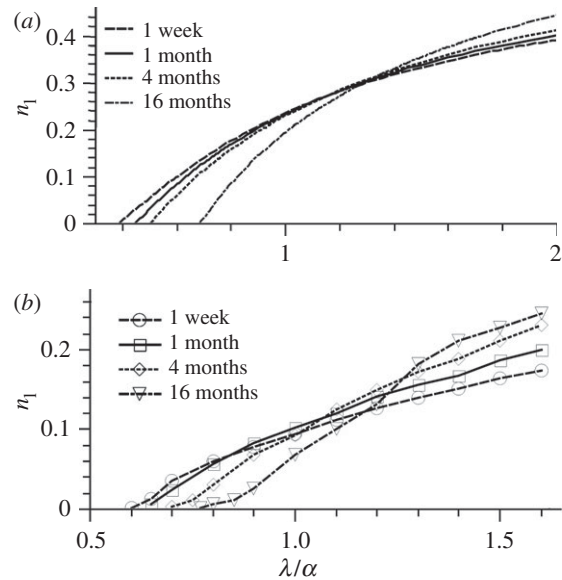 (a)
0.4
0.3
0.2
0.1
0
n₁
1 week
1 month
4 months
16 months
1
2
(b)
0.2
0.1
0
n₁
1 week
1 month
4 months
16 months
0.5
1.0
1.5
λ/α